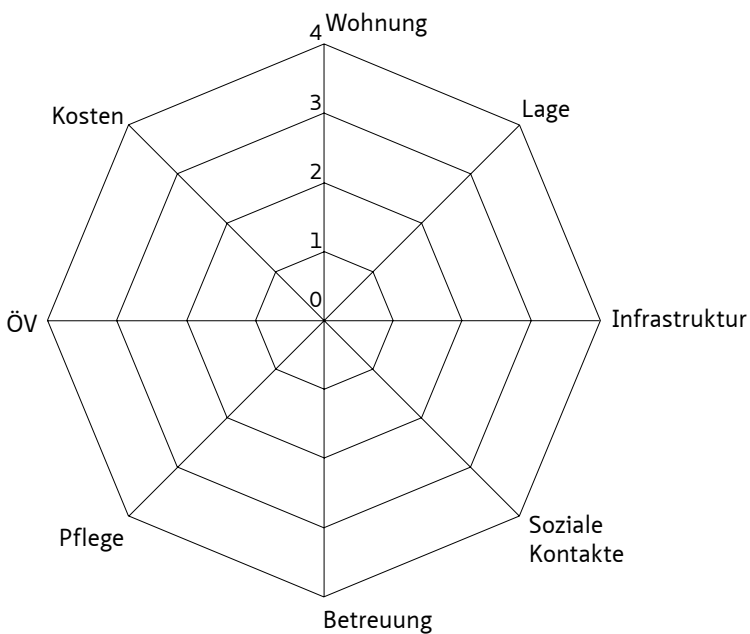 Wohnung
4
Lage
Kosten
3
2
1
0
ÖV
Infrastruktur
Pflege
Soziale
Kontakte
Betreuung